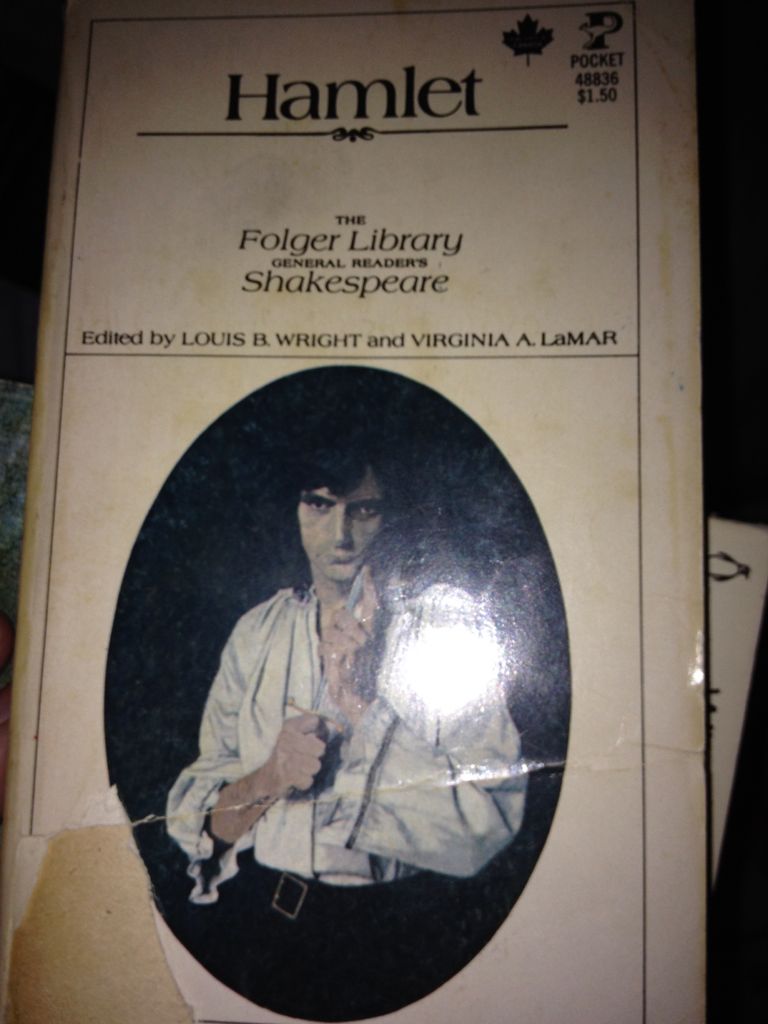 POCKET
48836
$1.50
Hamlet
THE
Folger Library
GENERAL READER'S
Shakespeare
Edited by LOUIS B. WRIGHT and VIRGINIA A. LaMAR